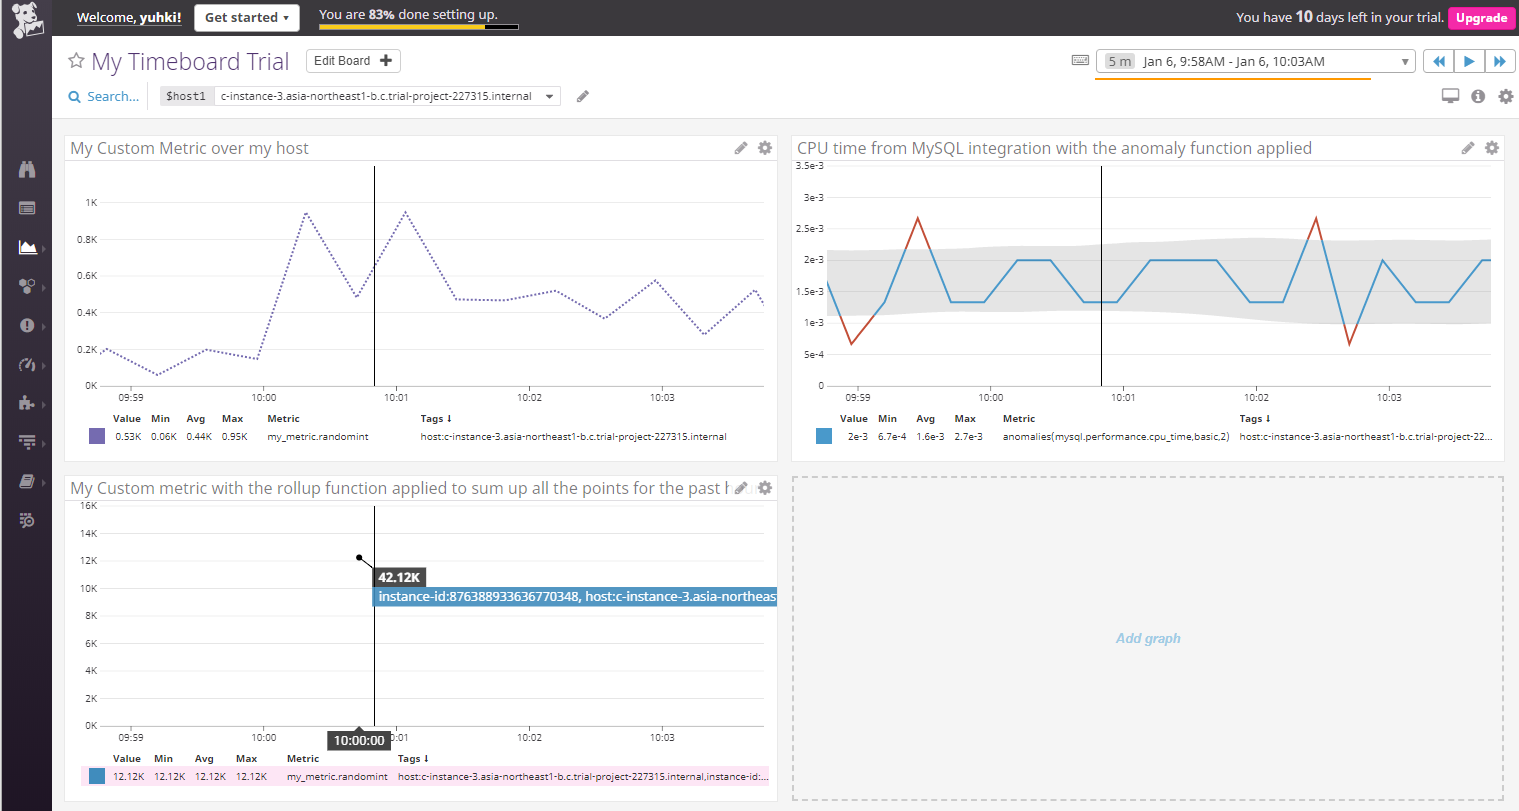 Welcome, yuhki!
Get started ▾
You are 83% done setting up.
You have 10 days left in your trial.
Upgrade
My Timeboard Trial
Edit Board +
5 m Jan 6, 9:58AM - Jan 6, 10:03AM
Search...
$host1 c-instance-3.asia-northeast1-b.c.trial-project-227315.internal
My Custom Metric over my host
1K
0.8K
0.6K
0.4K
0.2K
0K
09:59 10:00 10:01 10:02 10:03
Value Min Avg Max Metric Tags ↓
0.53K 0.06K 0.44K 0.95K my_metric.randomint host:c-instance-3.asia-northeast1-b.c.trial-project-227315.internal
CPU time from MySQL integration with the anomaly function applied
3.5e-3
3e-3
2.5e-3
2e-3
1.5e-3
1e-3
5e-4
0
09:59 10:00 10:01 10:02 10:03
Value Min Avg Max Metric Tags ↓
2e-3 6.7e-4 1.6e-3 2.7e-3 anomalies(mysql.performance.cpu_time,basic,2) host:c-instance-3.asia-northeast1-b.c.trial-project-22...
My Custom metric with the rollup function applied to sum up all the points for the past
16K
14K
12K
10K
8K
6K
4K
2K
0K
42.12K
instance-id:876388933636770348, host:c-instance-3.asia-northeas
09:59 10:00 10:00:00 0:01 10:02 10:03
Value Min Avg Max Metric Tags ↓
12.12K 12.12K 12.12K 12.12K my_metric.randomint host:c-instance-3.asia-northeast1-b.c.trial-project-227315.internal,instance-id:...
Add graph